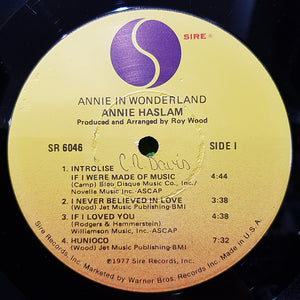 SIRE®
ANNIE IN WONDERLAND
ANNIE HASLAM
Produced and Arranged by Roy Wood
SR 6046 SIDE I
C R Davis
1. INTROLISE
IF I WERE MADE OF MUSIC 4:44
(Camp) Blau Disque Music Co., Inc./
Novello Music Inc. ASCAP
2. I NEVER BELIEVED IN LOVE 3:38
(Wood) Jet Music Publishing-BMI
3. IF I LOVED YOU 4:38
(Rodgers & Hammerstein)
Williamson Music, Inc. ASCAP
4. HUNIOCO 7:32
(Wood) Jet Music Publishing-BMI
℗1977 Sire Records, Inc.
Sire Records, Inc. Marketed by Warner Bros. Records Inc. Made in U.S.A.